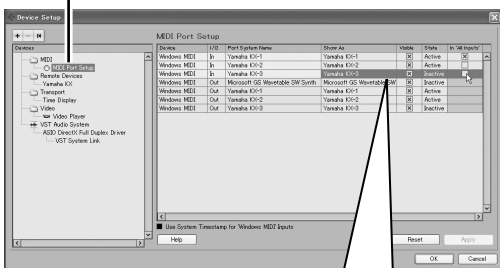 Device Setup
MIDI Port Setup
Devices
MIDI
MIDI Port Setup
Remote Devices
Yamaha KX
Transport
Time Display
Video
Video Player
VST Audio System
ASIO DirectX Full Duplex Driver
VST System Link
Device I/O Port System Name Show As Visible State In 'All Inputs'
Windows MIDI In Yamaha KX-1 Yamaha KX-1 Active
Windows MIDI In Yamaha KX-2 Yamaha KX-2 Active
Windows MIDI In Yamaha KX-3 Yamaha KX-3 Inactive
Windows MIDI Out Microsoft GS Wavetable SW Synth Microsoft GS Wavetable SW Active
Windows MIDI Out Yamaha KX-1 Yamaha KX-1 Active
Windows MIDI Out Yamaha KX-2 Yamaha KX-2 Active
Windows MIDI Out Yamaha KX-3 Yamaha KX-3 Inactive
Use System Timestamp for 'Windows MIDI' Inputs
Help Reset Apply
OK Cancel